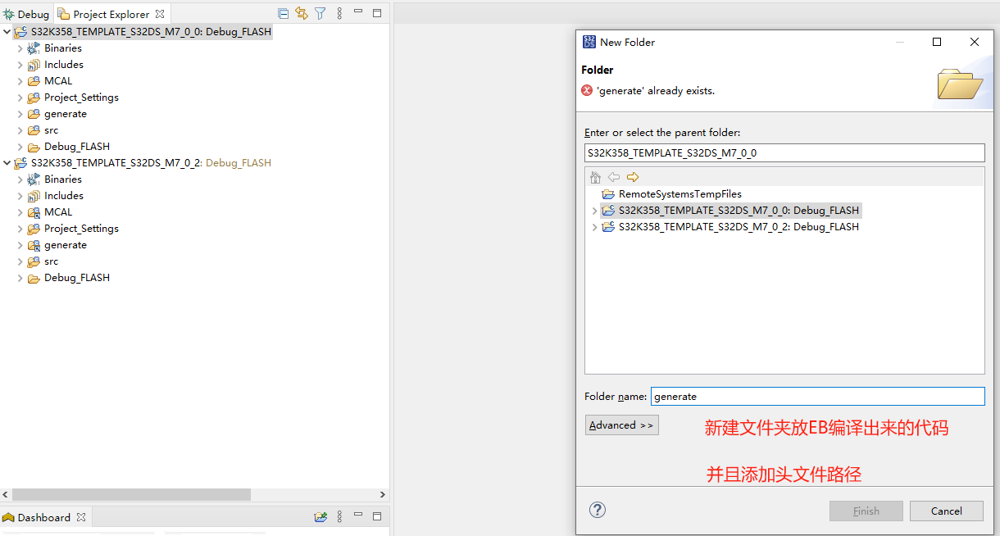 Debug
Project Explorer
S32K358_TEMPLATE_S32DS_M7_0_0: Debug_FLASH
Binaries
Includes
MCAL
Project_Settings
generate
src
Debug_FLASH
S32K358_TEMPLATE_S32DS_M7_0_2: Debug_FLASH
Binaries
Includes
MCAL
Project_Settings
generate
src
Debug_FLASH
Dashboard
S32
DS
New Folder
Folder
'generate' already exists.
Enter or select the parent folder:
S32K358_TEMPLATE_S32DS_M7_0_0
RemoteSystemsTempFiles
S32K358_TEMPLATE_S32DS_M7_0_0: Debug_FLASH
S32K358_TEMPLATE_S32DS_M7_0_2: Debug_FLASH
Folder name: generate
Advanced >>
新建文件夹放EB编译出来的代码
并且添加头文件路径
Finish
Cancel